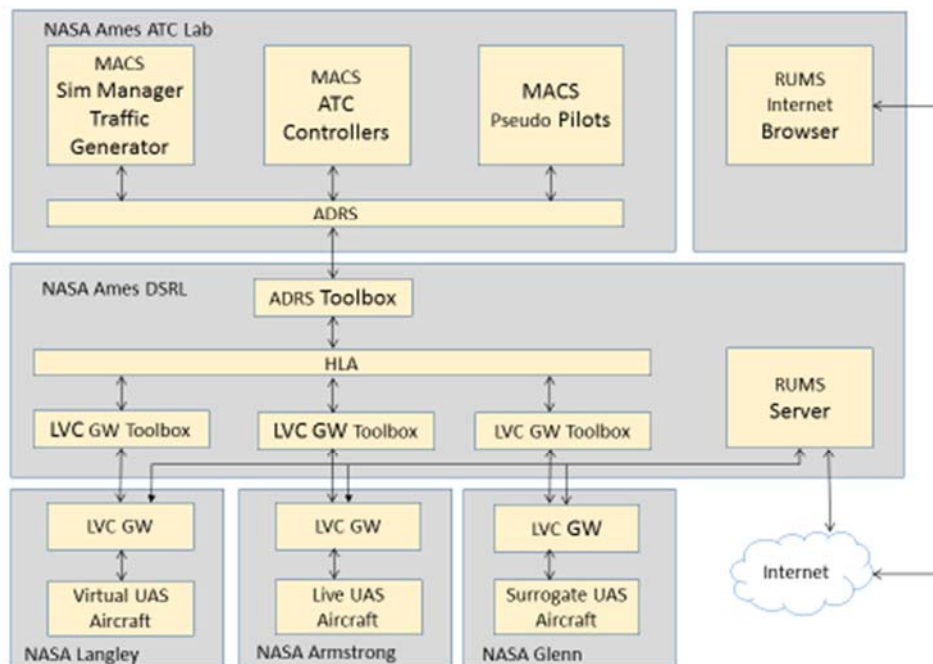 NASA Ames ATC Lab
MACS
Sim Manager
Traffic
Generator
MACS
ATC
Controllers
MACS
Pseudo Pilots
RUMS
Internet
Browser
ADRS
NASA Ames DSRL
ADRS Toolbox
HLA
LVC GW Toolbox
LVC GW Toolbox
LVC GW Toolbox
RUMS
Server
LVC GW
LVC GW
LVC GW
Virtual UAS
Aircraft
Live UAS
Aircraft
Surrogate UAS
Aircraft
Internet
NASA Langley
NASA Armstrong
NASA Glenn